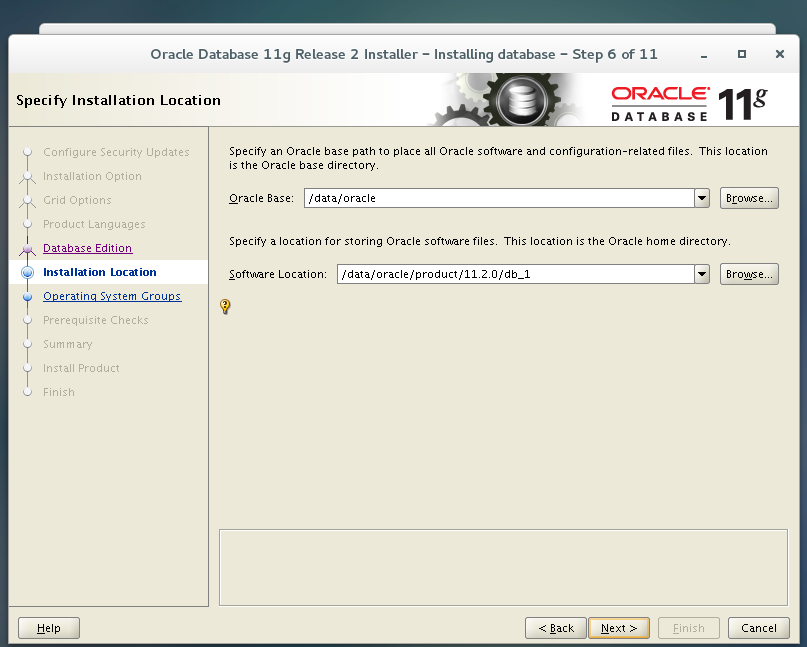 Oracle Database 11g Release 2 Installer - Installing database - Step 6 of 11
Specify Installation Location
ORACLE
DATABASE
11g
Configure Security Updates
Installation Option
Grid Options
Product Languages
Database Edition
Installation Location
Operating System Groups
Prerequisite Checks
Summary
Install Product
Finish
Specify an Oracle base path to place all Oracle software and configuration-related files. This location
is the Oracle base directory.
Oracle Base: /data/oracle Browse...
Specify a location for storing Oracle software files. This location is the Oracle home directory.
Software Location: /data/oracle/product/11.2.0/db_1 Browse...
Help < Back Next > Finish Cancel